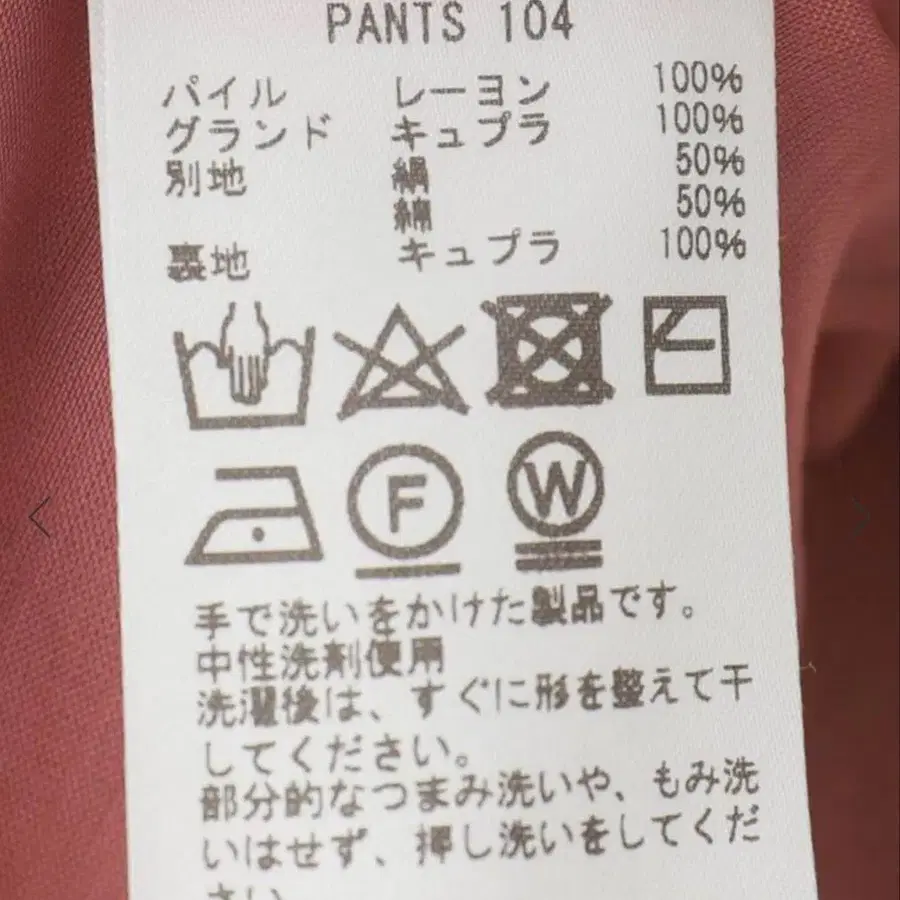 PANTS 104
パイル レーヨン 100%
グランド キュプラ 100%
別地 絹 50%
綿 50%
裏地 キュプラ 100%
F W
手で洗いをかけた製品です。
中性洗剤使用
洗濯後は、すぐに形を整えて干
してください。
部分的なつまみ洗いや、もみ洗
いはせず、押し洗いをしてくだ
さい